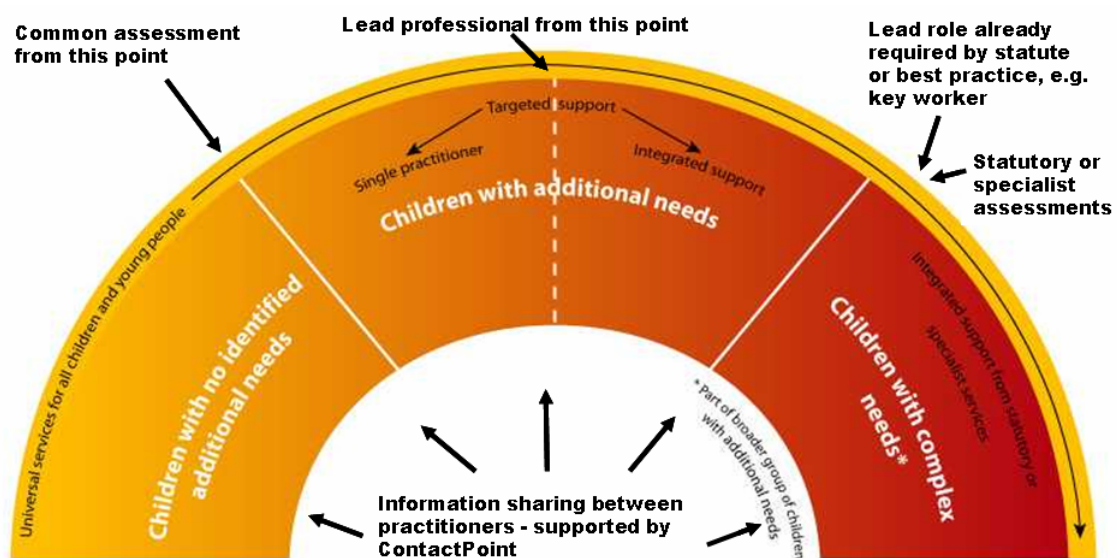 Common assessment
from this point
Lead professional from this point
Lead role already
required by statute
or best practice, e.g.
key worker
Statutory or
specialist
assessments
Universal services for all children and young people
Children with no identified
additional needs
Targeted support
Single practitioner
Integrated support
Children with additional needs
Integrated support from statutory or
specialist services
Children with complex
needs*
* Part of broader group of children
with additional needs
Information sharing between
practitioners - supported by
ContactPoint